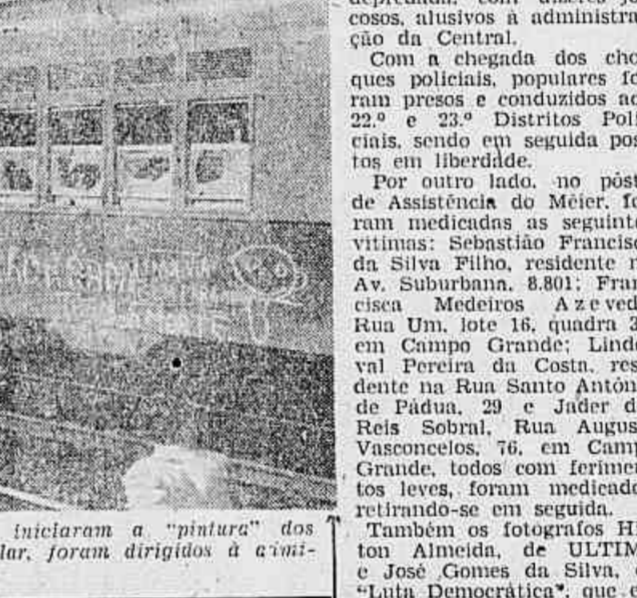 iniciaram a "pintura" dos
lar, foram dirigidos à
cosos, alusivos à administra-
ção da Central.
Com a chegada dos cho-
ques policiais, populares fo-
ram presos e conduzidos ao
22.º e 23.º Distritos Poli
ciais, sendo em seguida pos
tos em liberdade.
Por outro lado, no pôst
de Assistência do Méier, fo
ram medicadas as seguinte
vítimas: Sebastião Francisc
da Silva Filho, residente n
Av. Suburbana, 8.801; Fran
cisca Medeiros Azeved
Rua Um, lote 16, quadra 3
em Campo Grande; Linde
val Pereira da Costa, res
dente na Rua Santo Antôn
de Pádua, 29 e Jader d
Reis Sobral, Rua Augus
Vasconcelos, 76, em Camp
Grande, todos com ferimen
tos leves, foram medicado
retirando-se em seguida.
Também os fotógrafos H
ton Almeida, de ULTIM
e José Gomes da Silva,
"Luta Democrática", que